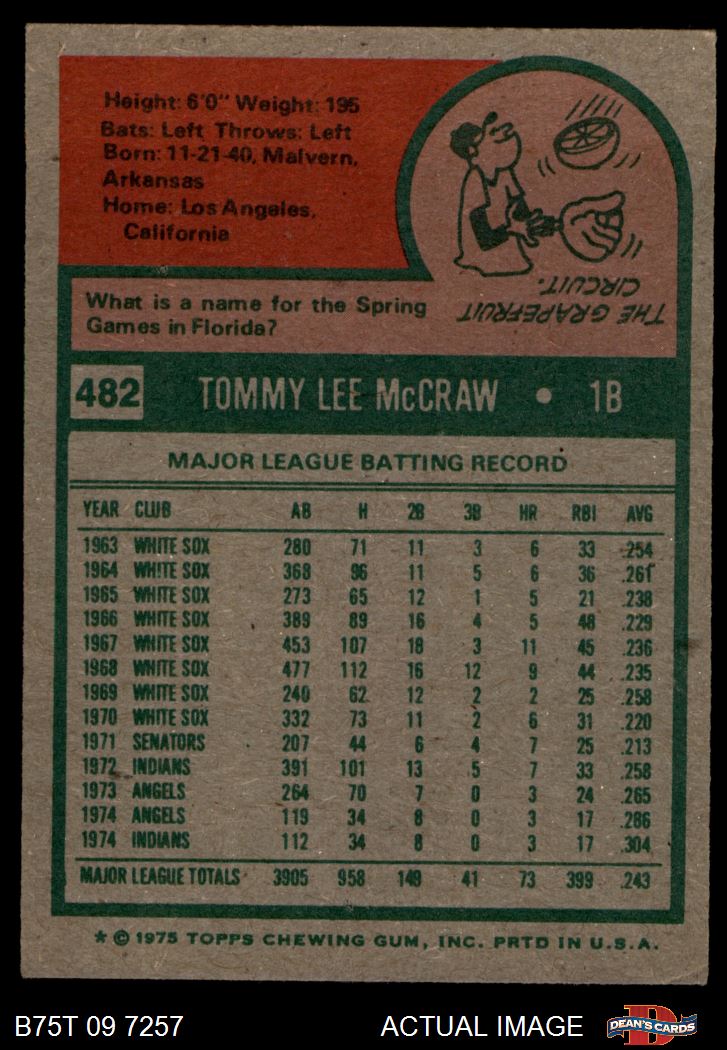 Height: 6'0" Weight: 195
Bats: Left Throws: Left
Born: 11-21-40, Malvern,
Arkansas
Home: Los Angeles,
California
THE GRAPEFRUIT
CIRCUIT.
What is a name for the Spring
Games in Florida?
482 TOMMY LEE McCRAW • 1B
MAJOR LEAGUE BATTING RECORD
YEAR CLUB AB H 2B 3B HR RBI AVG
1963 WHITE SOX 280 71 11 3 6 33 .254
1964 WHITE SOX 368 96 11 5 6 36 .261
1965 WHITE SOX 273 65 12 1 5 21 .238
1966 WHITE SOX 389 89 16 4 5 48 .229
1967 WHITE SOX 453 107 18 3 11 45 .236
1968 WHITE SOX 477 112 16 12 9 44 .235
1969 WHITE SOX 240 62 12 2 2 25 .258
1970 WHITE SOX 332 73 11 2 6 31 .220
1971 SENATORS 207 44 6 4 7 25 .213
1972 INDIANS 391 101 13 5 7 33 .258
1973 ANGELS 264 70 7 0 3 24 .265
1974 ANGELS 119 34 8 0 3 17 .286
1974 INDIANS 112 34 8 0 3 17 .304
MAJOR LEAGUE TOTALS 3905 958 149 41 73 399 .243
* © 1975 TOPPS CHEWING GUM, INC. PRTD IN U.S.A.
B75T 09 7257 ACTUAL IMAGE D DEAN'S CARDS